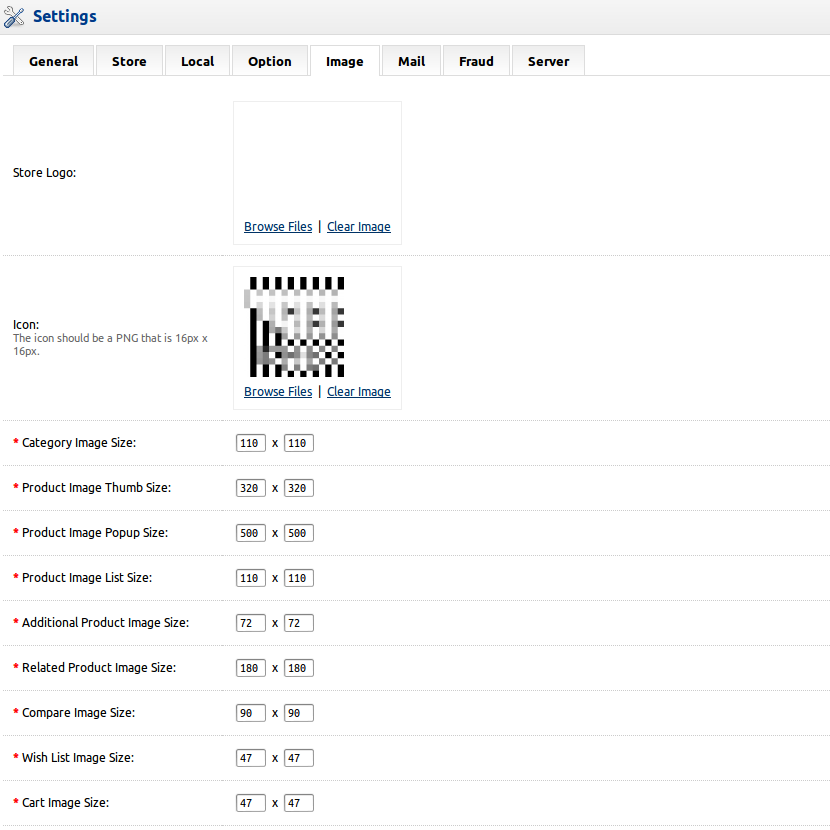 Settings
General Store Local Option Image Mail Fraud Server
Store Logo:
Browse Files | Clear Image
Icon:
The icon should be a PNG that is 16px x
16px.
Browse Files | Clear Image
* Category Image Size: 110 x 110
* Product Image Thumb Size: 320 x 320
* Product Image Popup Size: 500 x 500
* Product Image List Size: 110 x 110
* Additional Product Image Size: 72 x 72
* Related Product Image Size: 180 x 180
* Compare Image Size: 90 x 90
* Wish List Image Size: 47 x 47
* Cart Image Size: 47 x 47